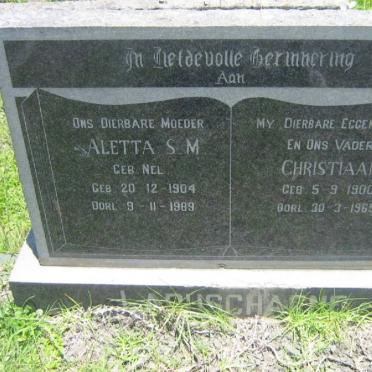 In Liefdevolle Herinnering
Aan
Ons Dierbare Moeder
Aletta S. M
Geb. Nel
Geb 20-12-1904
Oorl 9-11-1989
My Dierbare Eggen
En Ons Vader
Christiaan
Geb. 5-9-1900
Oorl. 30-3-1965